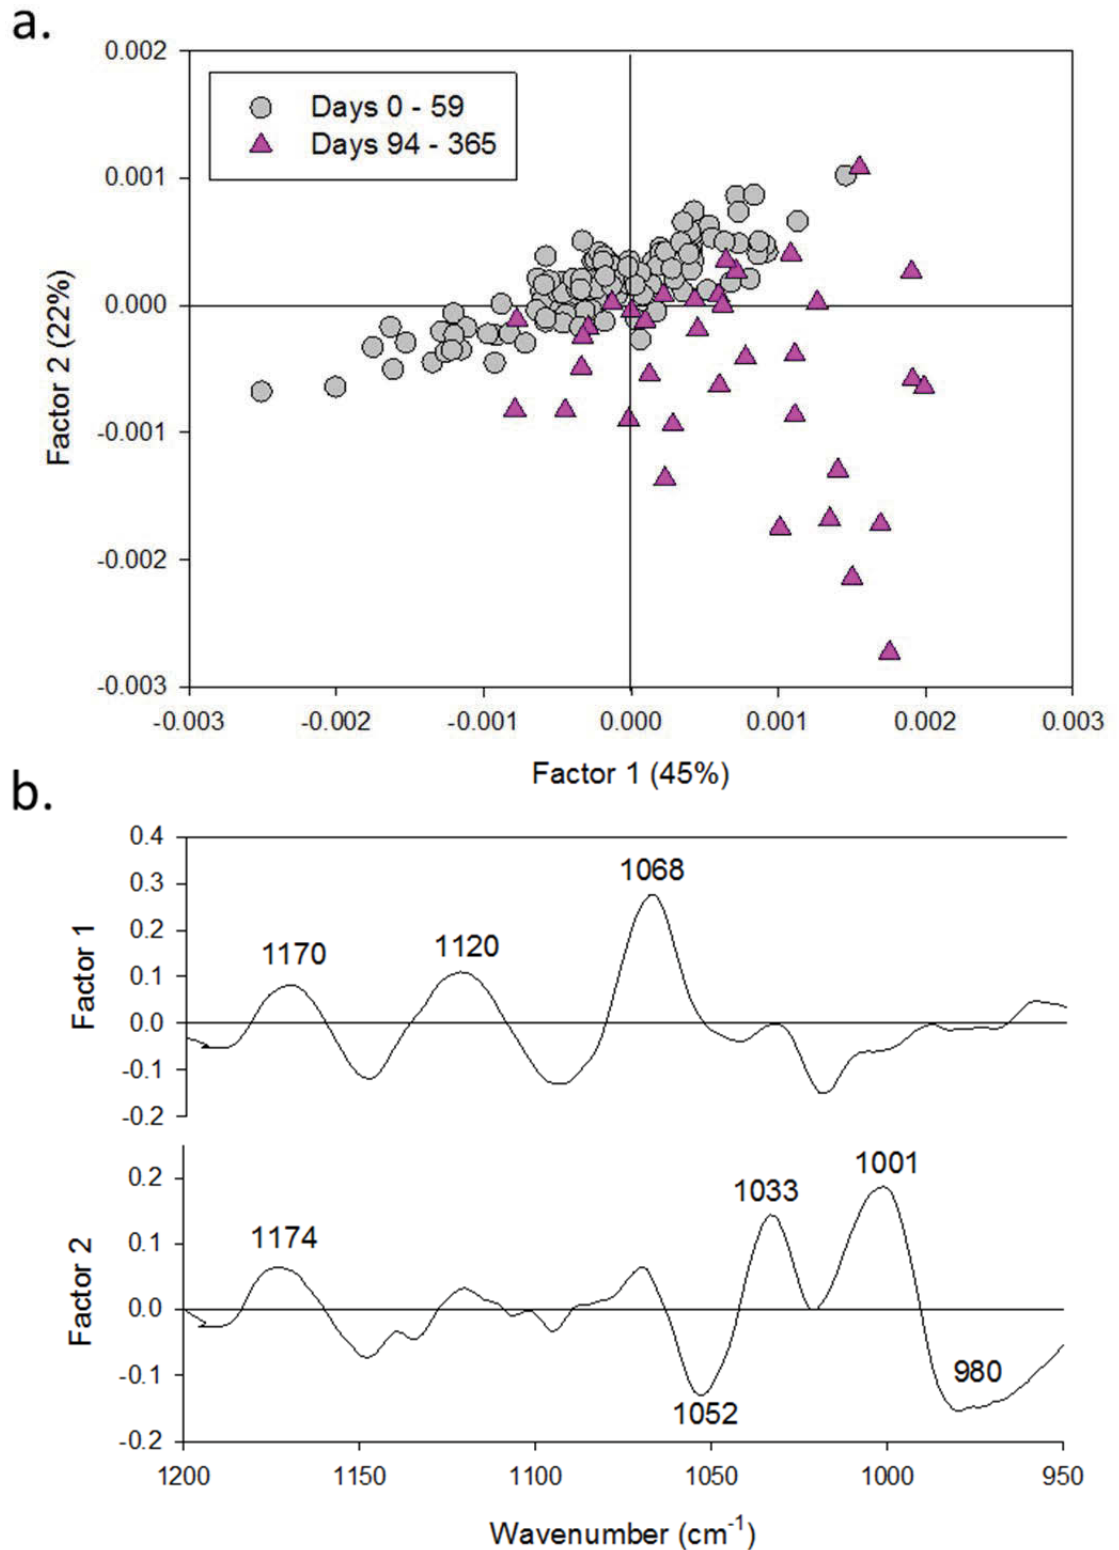 a.
0.002
0.001
0.000
-0.001
-0.002
-0.003
Factor 2 (22%)
Days 0 - 59
Days 94 - 365
-0.003 -0.002 -0.001 0.000 0.001 0.002 0.003
Factor 1 (45%)
b.
0.4
0.3
0.2
0.1
0.0
-0.1
-0.2
Factor 1
1170 1120 1068
0.2
0.1
0.0
-0.1
-0.2
Factor 2
1174 1052 1033 1001 980
1200 1150 1100 1050 1000 950
Wavenumber (cm⁻¹)